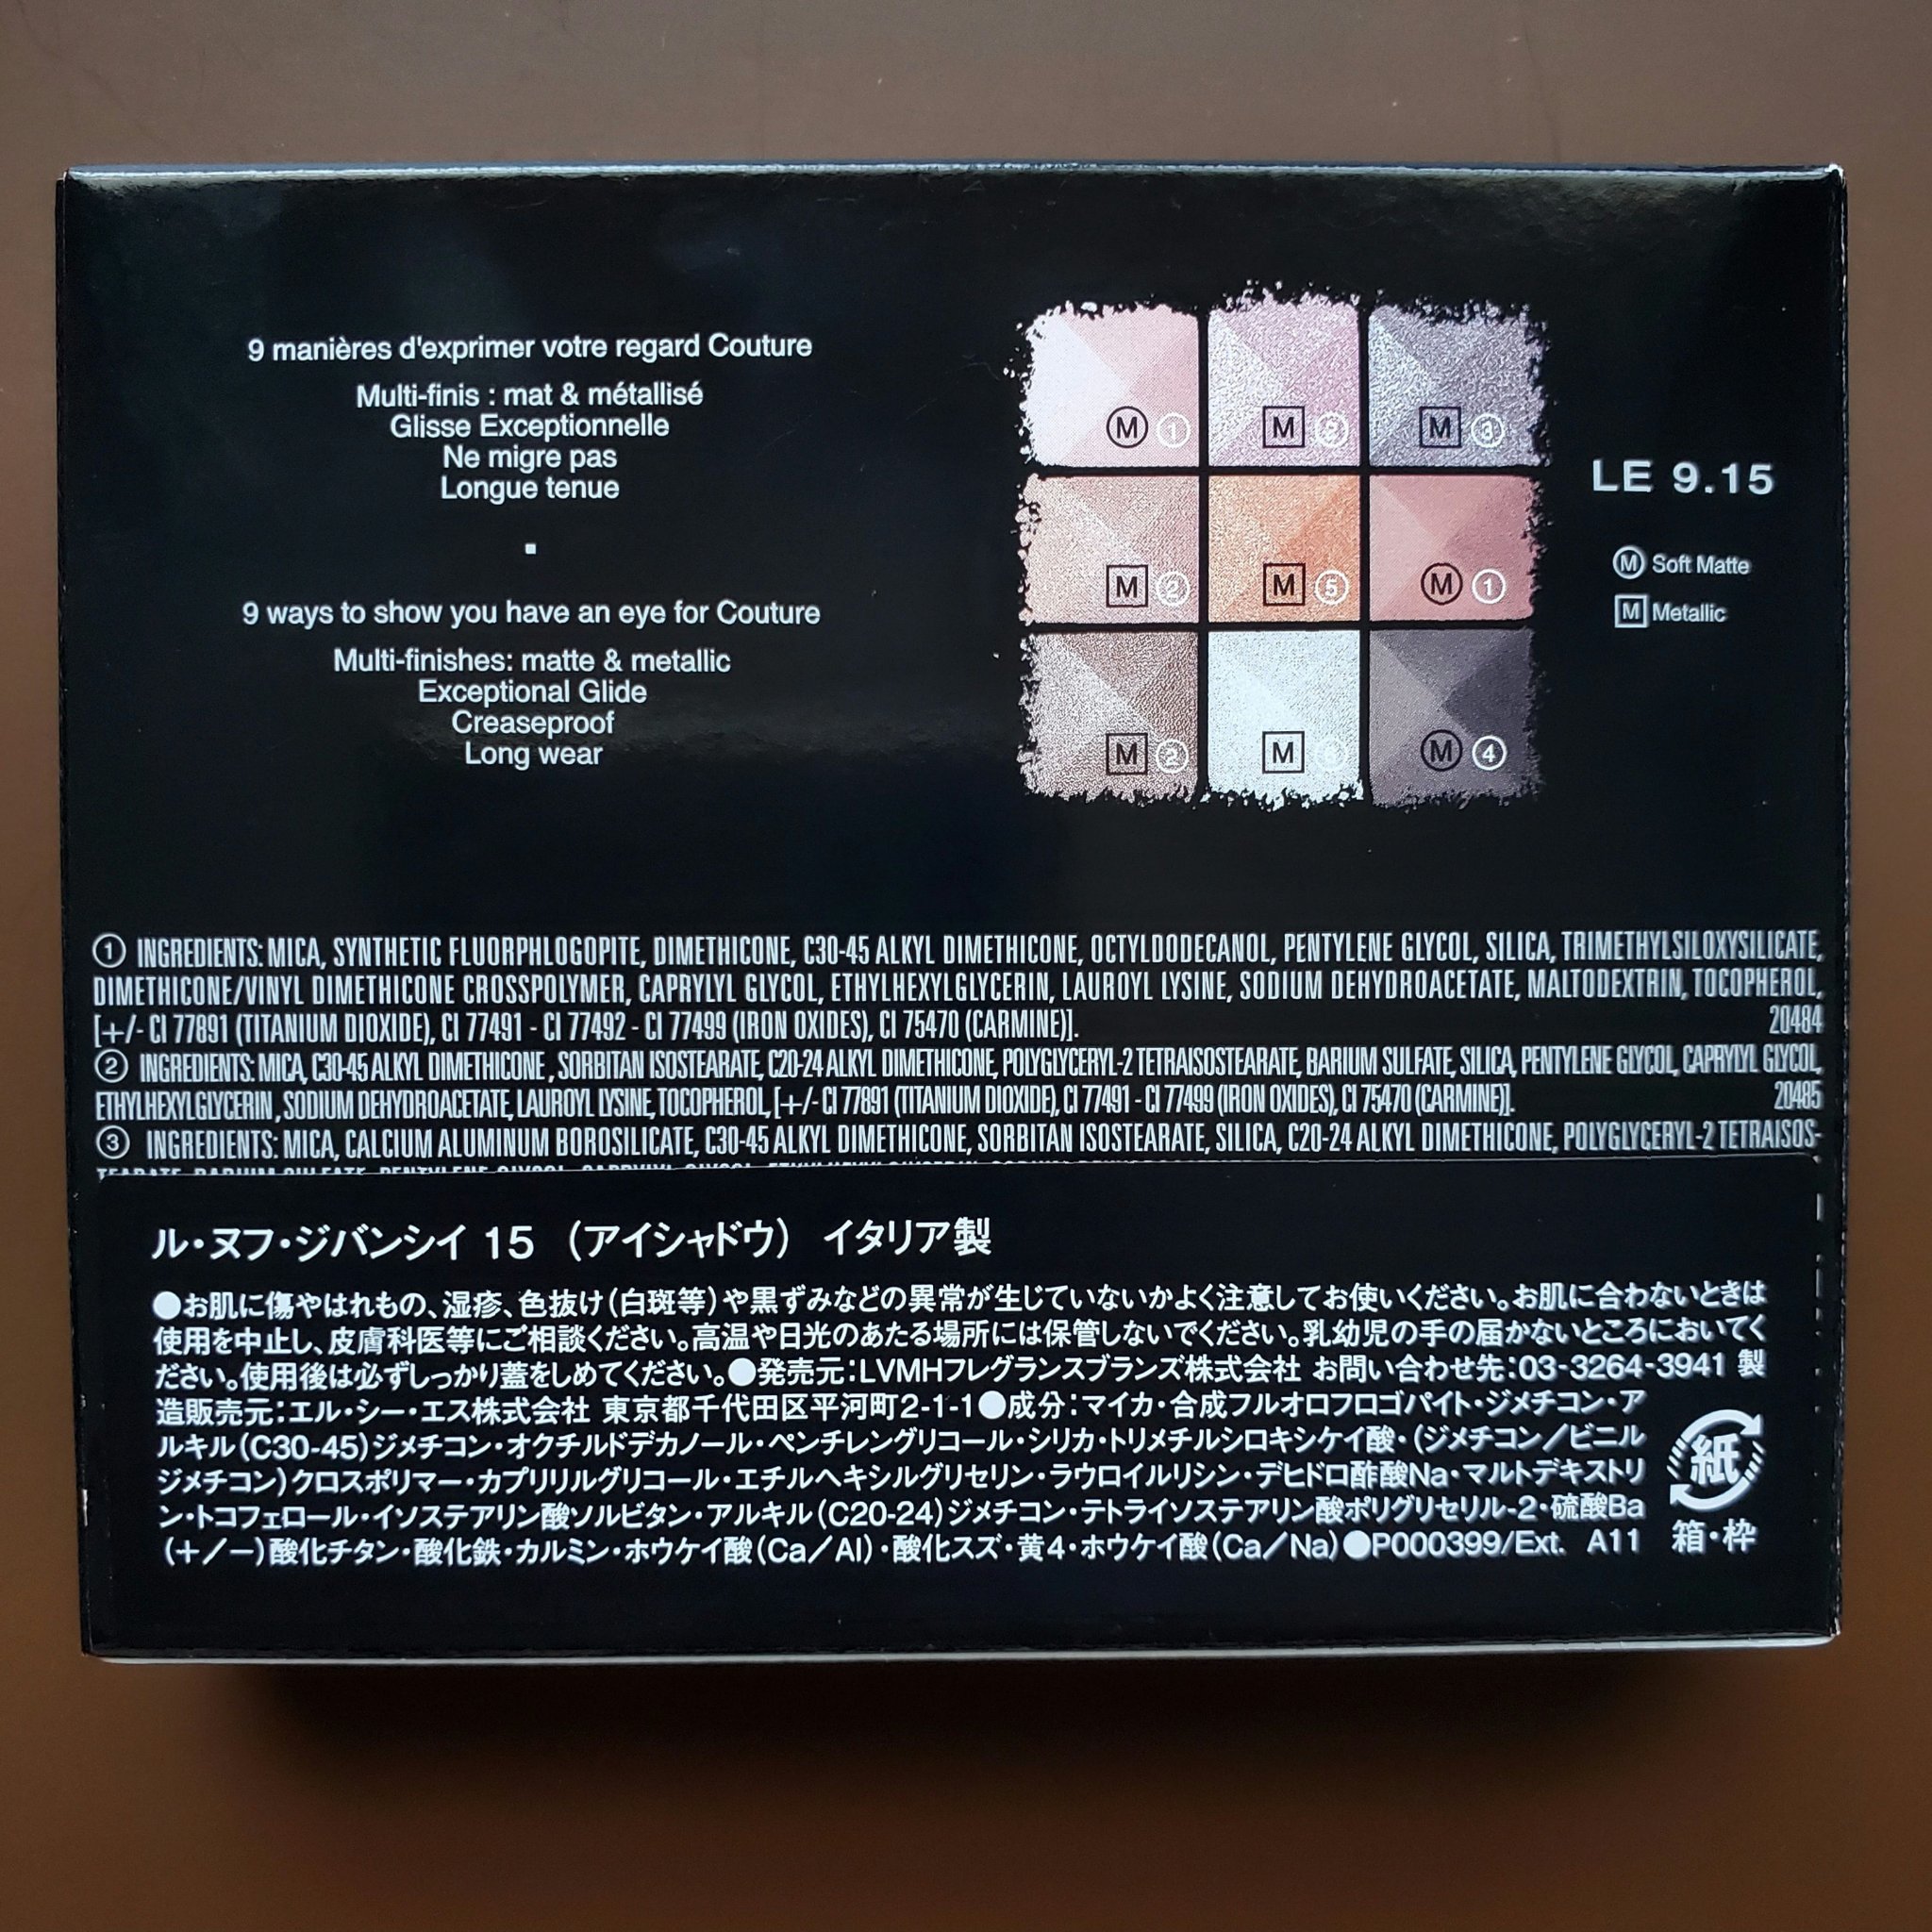 9 manières d'exprimer votre regard Couture
Multi-finis : mat & métallisé
Glisse Exceptionnelle
Ne migre pas
Longue tenue
9 ways to show you have an eye for Couture
Multi-finishes: matte & metallic
Exceptional Glide
Creaseproof
Long wear
M ① M M ③
M ② M ⑤ M ①
M ② M M ④
LE 9.15
M Soft Matte
M Metallic
① INGREDIENTS: MICA, SYNTHETIC FLUORPHLOGOPITE, DIMETHICONE, C30-45 ALKYL DIMETHICONE, OCTYLDODECANOL, PENTYLENE GLYCOL, SILICA, TRIMETHYLSILOXYSILICATE,
DIMETHICONE/VINYL DIMETHICONE CROSSPOLYMER, CAPRYLYL GLYCOL, ETHYLHEXYLGLYCERIN, LAUROYL LYSINE, SODIUM DEHYDROACETATE, MALTODEXTRIN, TOCOPHEROL,
[+/- CI 77891 (TITANIUM DIOXIDE), CI 77491 - CI 77492 - CI 77499 (IRON OXIDES), CI 75470 (CARMINE)]. 20484
② INGREDIENTS: MICA, C30-45 ALKYL DIMETHICONE , SORBITAN ISOSTEARATE, C20-24 ALKYL DIMETHICONE, POLYGLYCERYL-2 TETRAISOSTEARATE, BARIUM SULFATE, SILICA, PENTYLENE GLYCOL, CAPRYLYL GLYCOL,
ETHYLHEXYLGLYCERIN , SODIUM DEHYDROACETATE, LAUROYL LYSINE, TOCOPHEROL, [+/- CI 77891 (TITANIUM DIOXIDE), CI 77491 - CI 77499 (IRON OXIDES), CI 75470 (CARMINE)]. 20485
③ INGREDIENTS: MICA, CALCIUM ALUMINUM BOROSILICATE, C30-45 ALKYL DIMETHICONE, SORBITAN ISOSTEARATE, SILICA, C20-24 ALKYL DIMETHICONE, POLYGLYCERYL-2 TETRAISOS-
ル・ヌフ・ジバンシイ 15 （アイシャドウ） イタリア製
●お肌に傷やはれもの、湿疹、色抜け(白斑等)や黒ずみなどの異常が生じていないかよく注意してお使いください。お肌に合わないときは
使用を中止し、皮膚科医等にご相談ください。高温や日光のあたる場所には保管しないでください。乳幼児の手の届かないところにおいてく
ださい。使用後は必ずしっかり蓋をしめてください。●発売元：LVMHフレグランスブランズ株式会社 お問い合わせ先：03-3264-3941 製
造販売元：エル・シー・エス株式会社 東京都千代田区平河町2-1-1●成分：マイカ・合成フルオロフロゴパイト・ジメチコン・ア
ルキル(C30-45)ジメチコン・オクチルドデカノール・ペンチレングリコール・シリカ・トリメチルシロキシケイ酸・(ジメチコン／ビニル
ジメチコン)クロスポリマー・カプリリルグリコール・エチルヘキシルグリセリン・ラウロイルリシン・デヒドロ酢酸Na・マルトデキストリ
ン・トコフェロール・イソステアリン酸ソルビタン・アルキル(C20-24)ジメチコン・テトライソステアリン酸ポリグリセリル-2・硫酸Ba
(＋／－)酸化チタン・酸化鉄・カルミン・ホウケイ酸(Ca／Al)・酸化スズ・黄4・ホウケイ酸(Ca／Na)●P000399/Ext. A11
紙
箱・枠